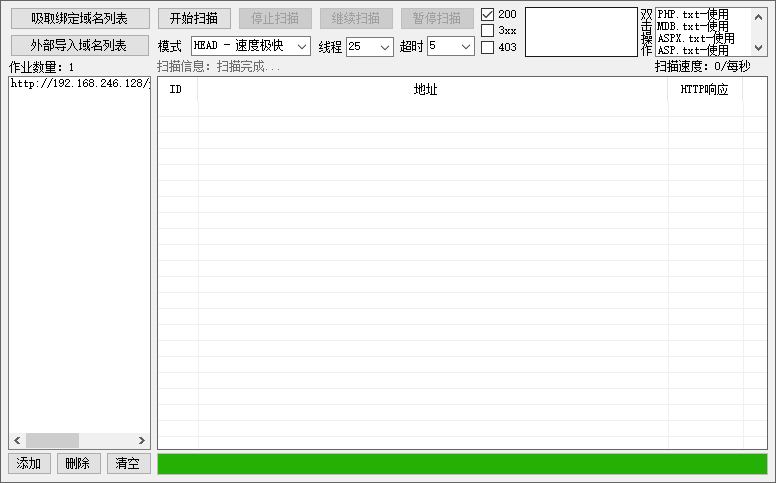 吸取绑定域名列表
开始扫描
停止扫描
继续扫描
暂停扫描
200
3xx
403
双击操作
PHP.txt-使用
MDB.txt-使用
ASPX.txt-使用
ASP.txt-使用
外部导入域名列表
模式
HEAD - 速度极快
线程
25
超时
5
作业数量: 1
扫描信息: 扫描完成...
扫描速度: 0/每秒
http://192.168.246.128/
ID
地址
HTTP响应
添加
删除
清空